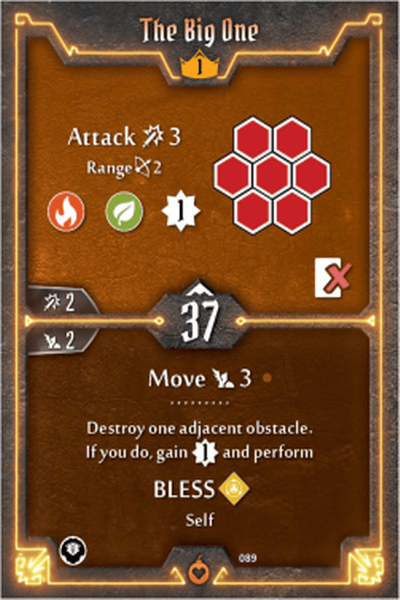 The Big One
1
Attack 3
Range 2
1
2
37
2
Move 3
Destroy one adjacent obstacle.
If you do, gain 1 and perform
BLESS
Self
089